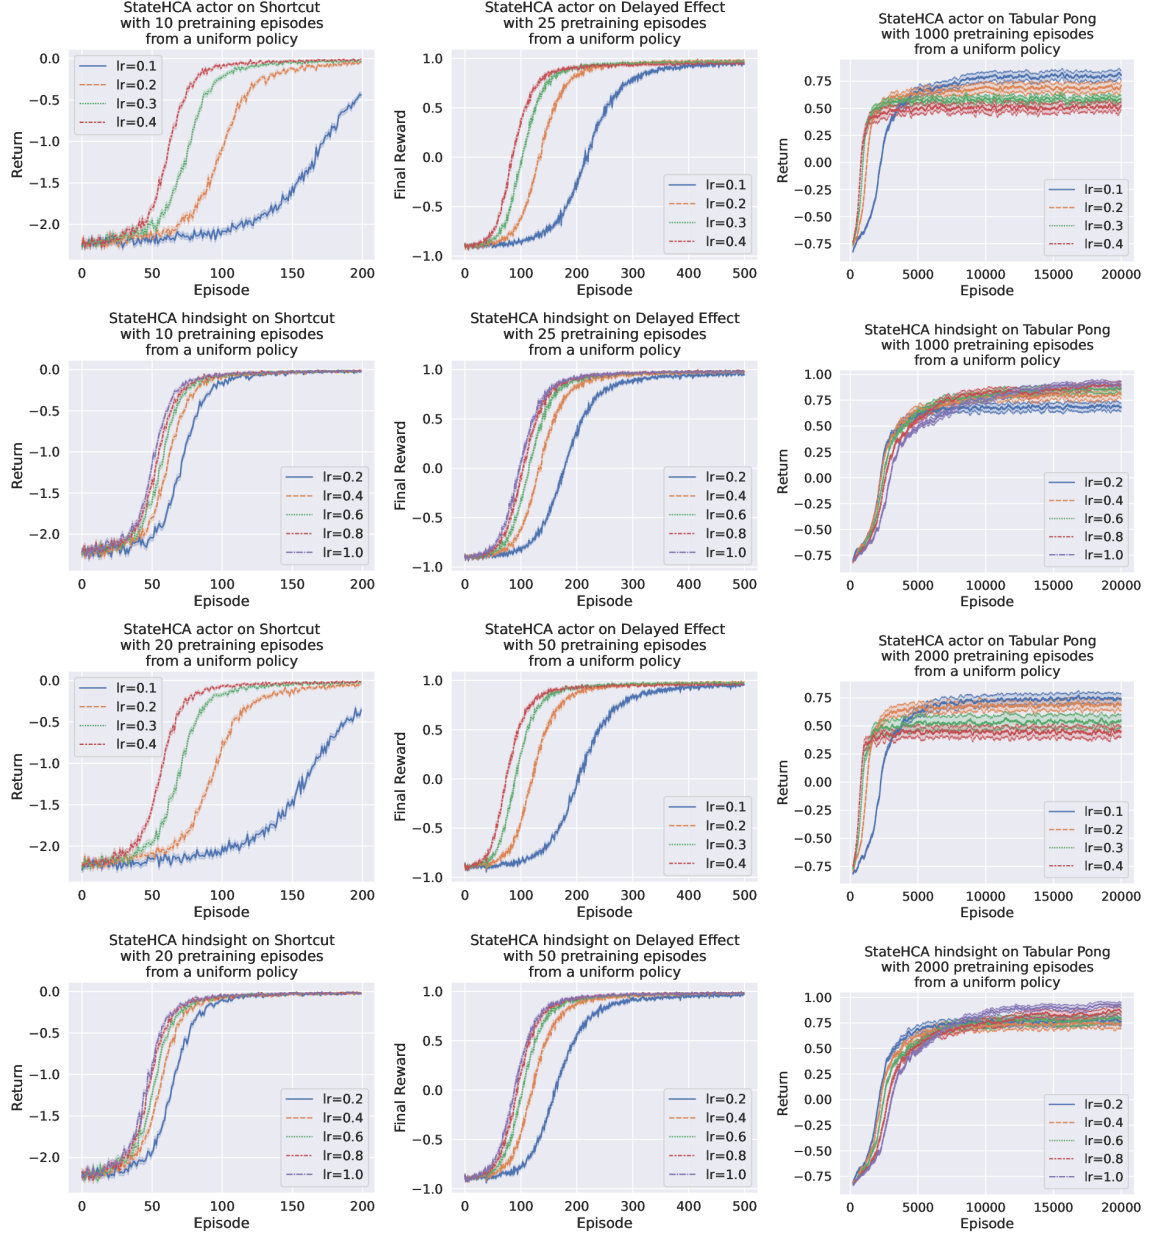 StateHCA actor on Shortcut
with 10 pretraining episodes
from a uniform policy
0.0
−0.5
−1.0
−1.5
−2.0
Return
lr=0.1
lr=0.2
lr=0.3
lr=0.4
0 50 100 150 200
Episode
StateHCA actor on Delayed Effect
with 25 pretraining episodes
from a uniform policy
1.0
0.5
0.0
−0.5
−1.0
Final Reward
lr=0.1
lr=0.2
lr=0.3
lr=0.4
0 100 200 300 400 500
Episode
StateHCA actor on Tabular Pong
with 1000 pretraining episodes
from a uniform policy
0.75
0.50
0.25
0.00
−0.25
−0.50
−0.75
Return
lr=0.1
lr=0.2
lr=0.3
lr=0.4
0 5000 10000 15000 20000
Episode
StateHCA hindsight on Shortcut
with 10 pretraining episodes
from a uniform policy
0.0
−0.5
−1.0
−1.5
−2.0
Return
lr=0.2
lr=0.4
lr=0.6
lr=0.8
lr=1.0
0 50 100 150 200
Episode
StateHCA hindsight on Delayed Effect
with 25 pretraining episodes
from a uniform policy
1.0
0.5
0.0
−0.5
−1.0
Final Reward
lr=0.2
lr=0.4
lr=0.6
lr=0.8
lr=1.0
0 100 200 300 400 500
Episode
StateHCA hindsight on Tabular Pong
with 1000 pretraining episodes
from a uniform policy
1.00
0.75
0.50
0.25
0.00
−0.25
−0.50
−0.75
Return
lr=0.2
lr=0.4
lr=0.6
lr=0.8
lr=1.0
0 5000 10000 15000 20000
Episode
StateHCA actor on Shortcut
with 20 pretraining episodes
from a uniform policy
0.0
−0.5
−1.0
−1.5
−2.0
Return
lr=0.1
lr=0.2
lr=0.3
lr=0.4
0 50 100 150 200
Episode
StateHCA actor on Delayed Effect
with 50 pretraining episodes
from a uniform policy
1.0
0.5
0.0
−0.5
−1.0
Final Reward
lr=0.1
lr=0.2
lr=0.3
lr=0.4
0 100 200 300 400 500
Episode
StateHCA actor on Tabular Pong
with 2000 pretraining episodes
from a uniform policy
0.75
0.50
0.25
0.00
−0.25
−0.50
−0.75
Return
lr=0.1
lr=0.2
lr=0.3
lr=0.4
0 5000 10000 15000 20000
Episode
StateHCA hindsight on Shortcut
with 20 pretraining episodes
from a uniform policy
0.0
−0.5
−1.0
−1.5
−2.0
Return
lr=0.2
lr=0.4
lr=0.6
lr=0.8
lr=1.0
0 50 100 150 200
Episode
StateHCA hindsight on Delayed Effect
with 50 pretraining episodes
from a uniform policy
1.0
0.5
0.0
−0.5
−1.0
Final Reward
lr=0.2
lr=0.4
lr=0.6
lr=0.8
lr=1.0
0 100 200 300 400 500
Episode
StateHCA hindsight on Tabular Pong
with 2000 pretraining episodes
from a uniform policy
1.00
0.75
0.50
0.25
0.00
−0.25
−0.50
−0.75
Return
lr=0.2
lr=0.4
lr=0.6
lr=0.8
lr=1.0
0 5000 10000 15000 20000
Episode